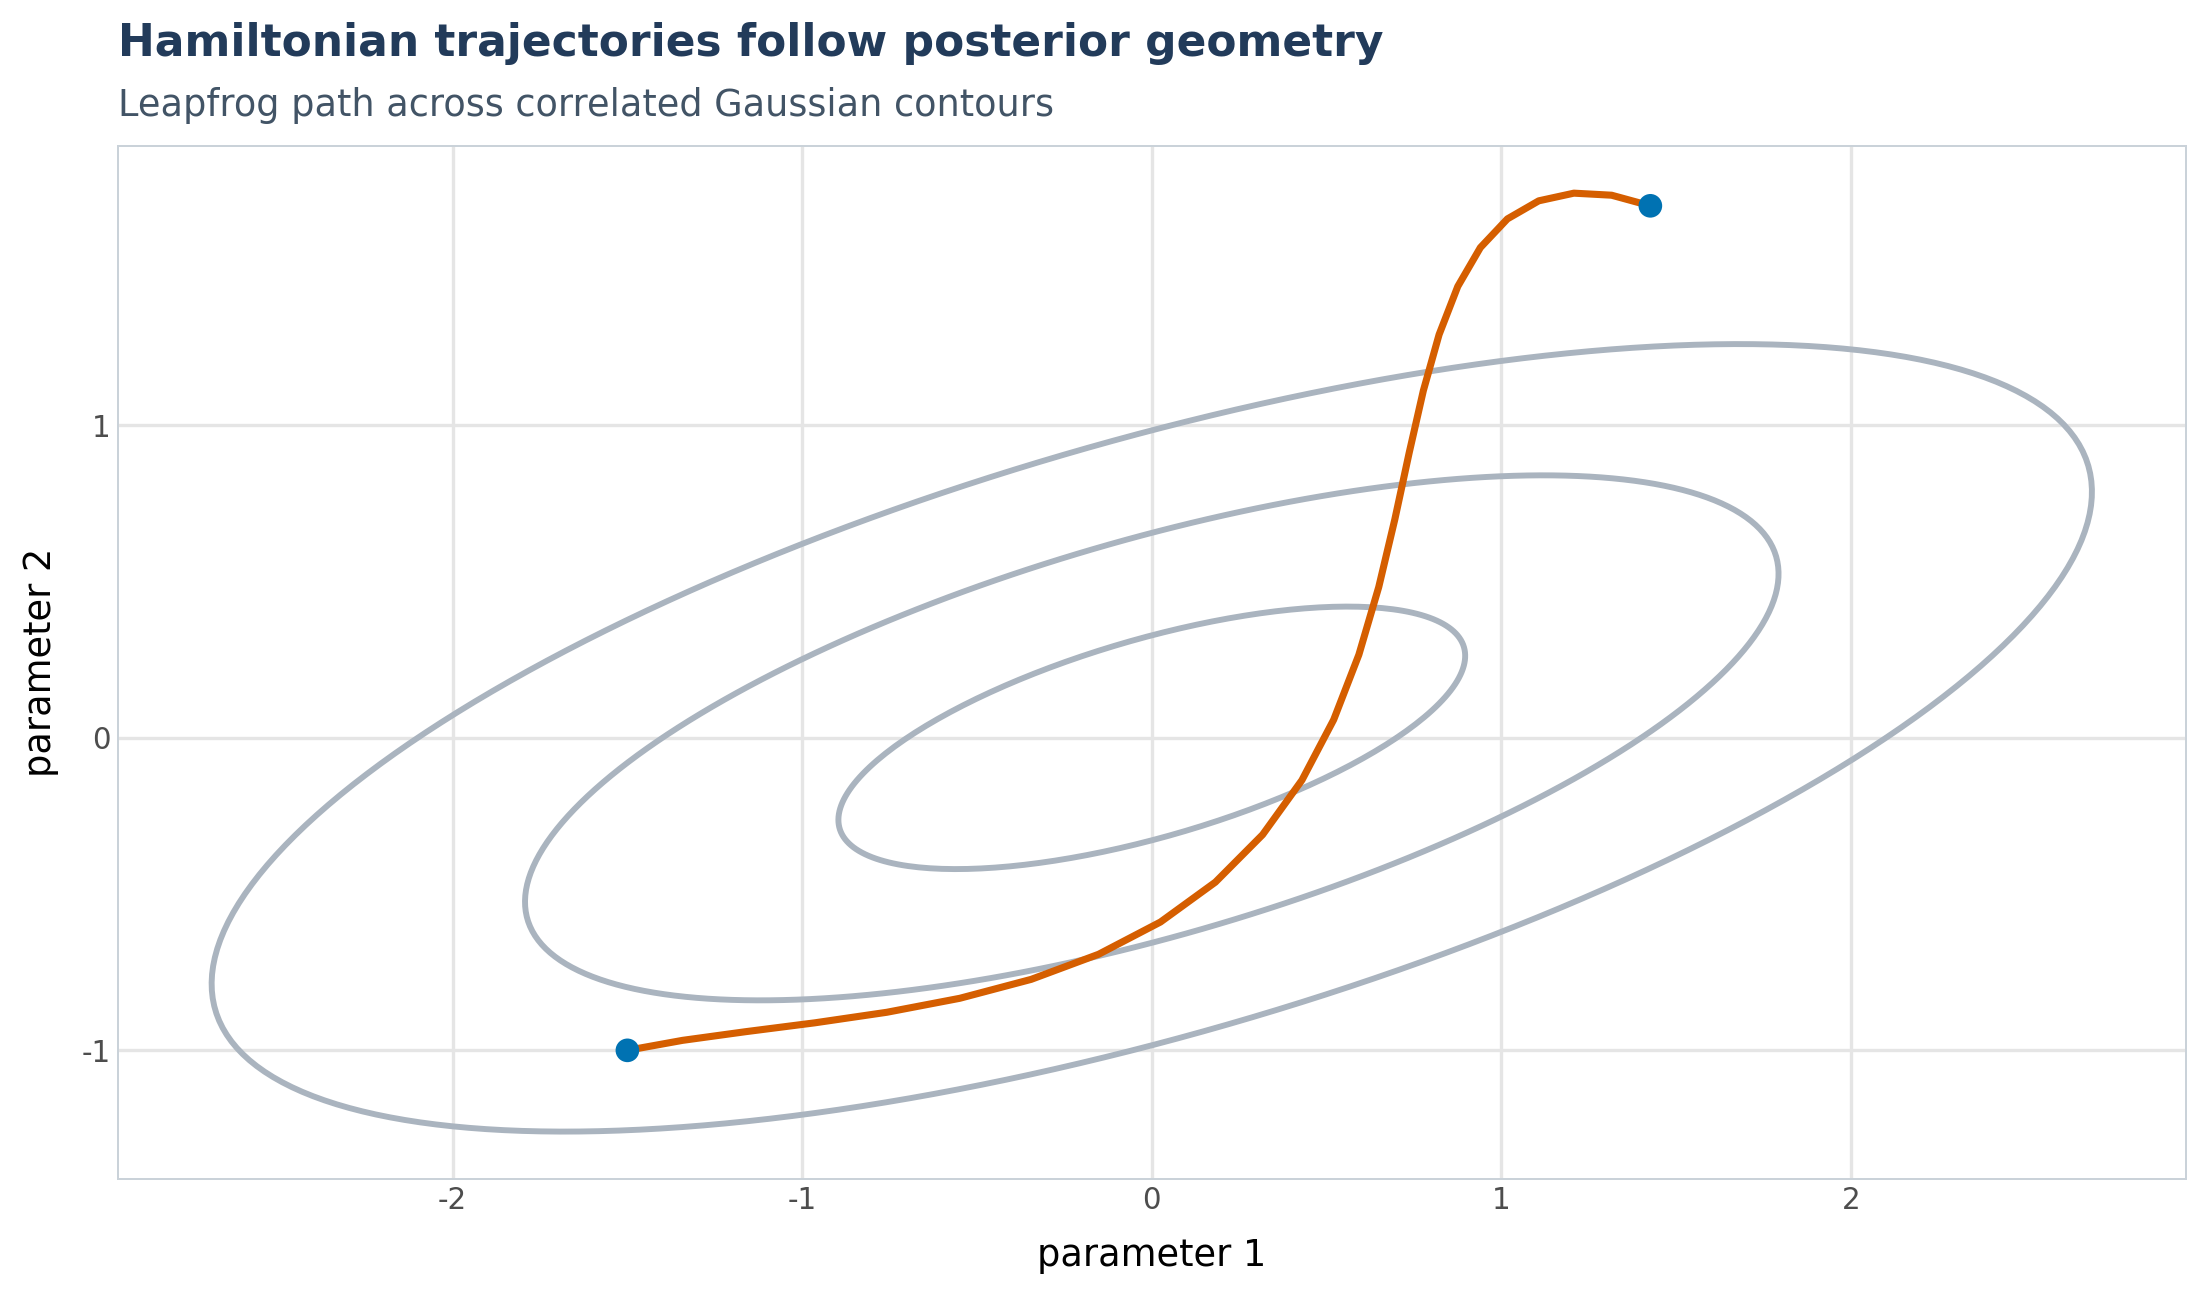 Hamiltonian trajectories follow posterior geometry
Leapfrog path across correlated Gaussian contours
parameter 2
1
0
-1
-2
-1
0
1
2
parameter 1